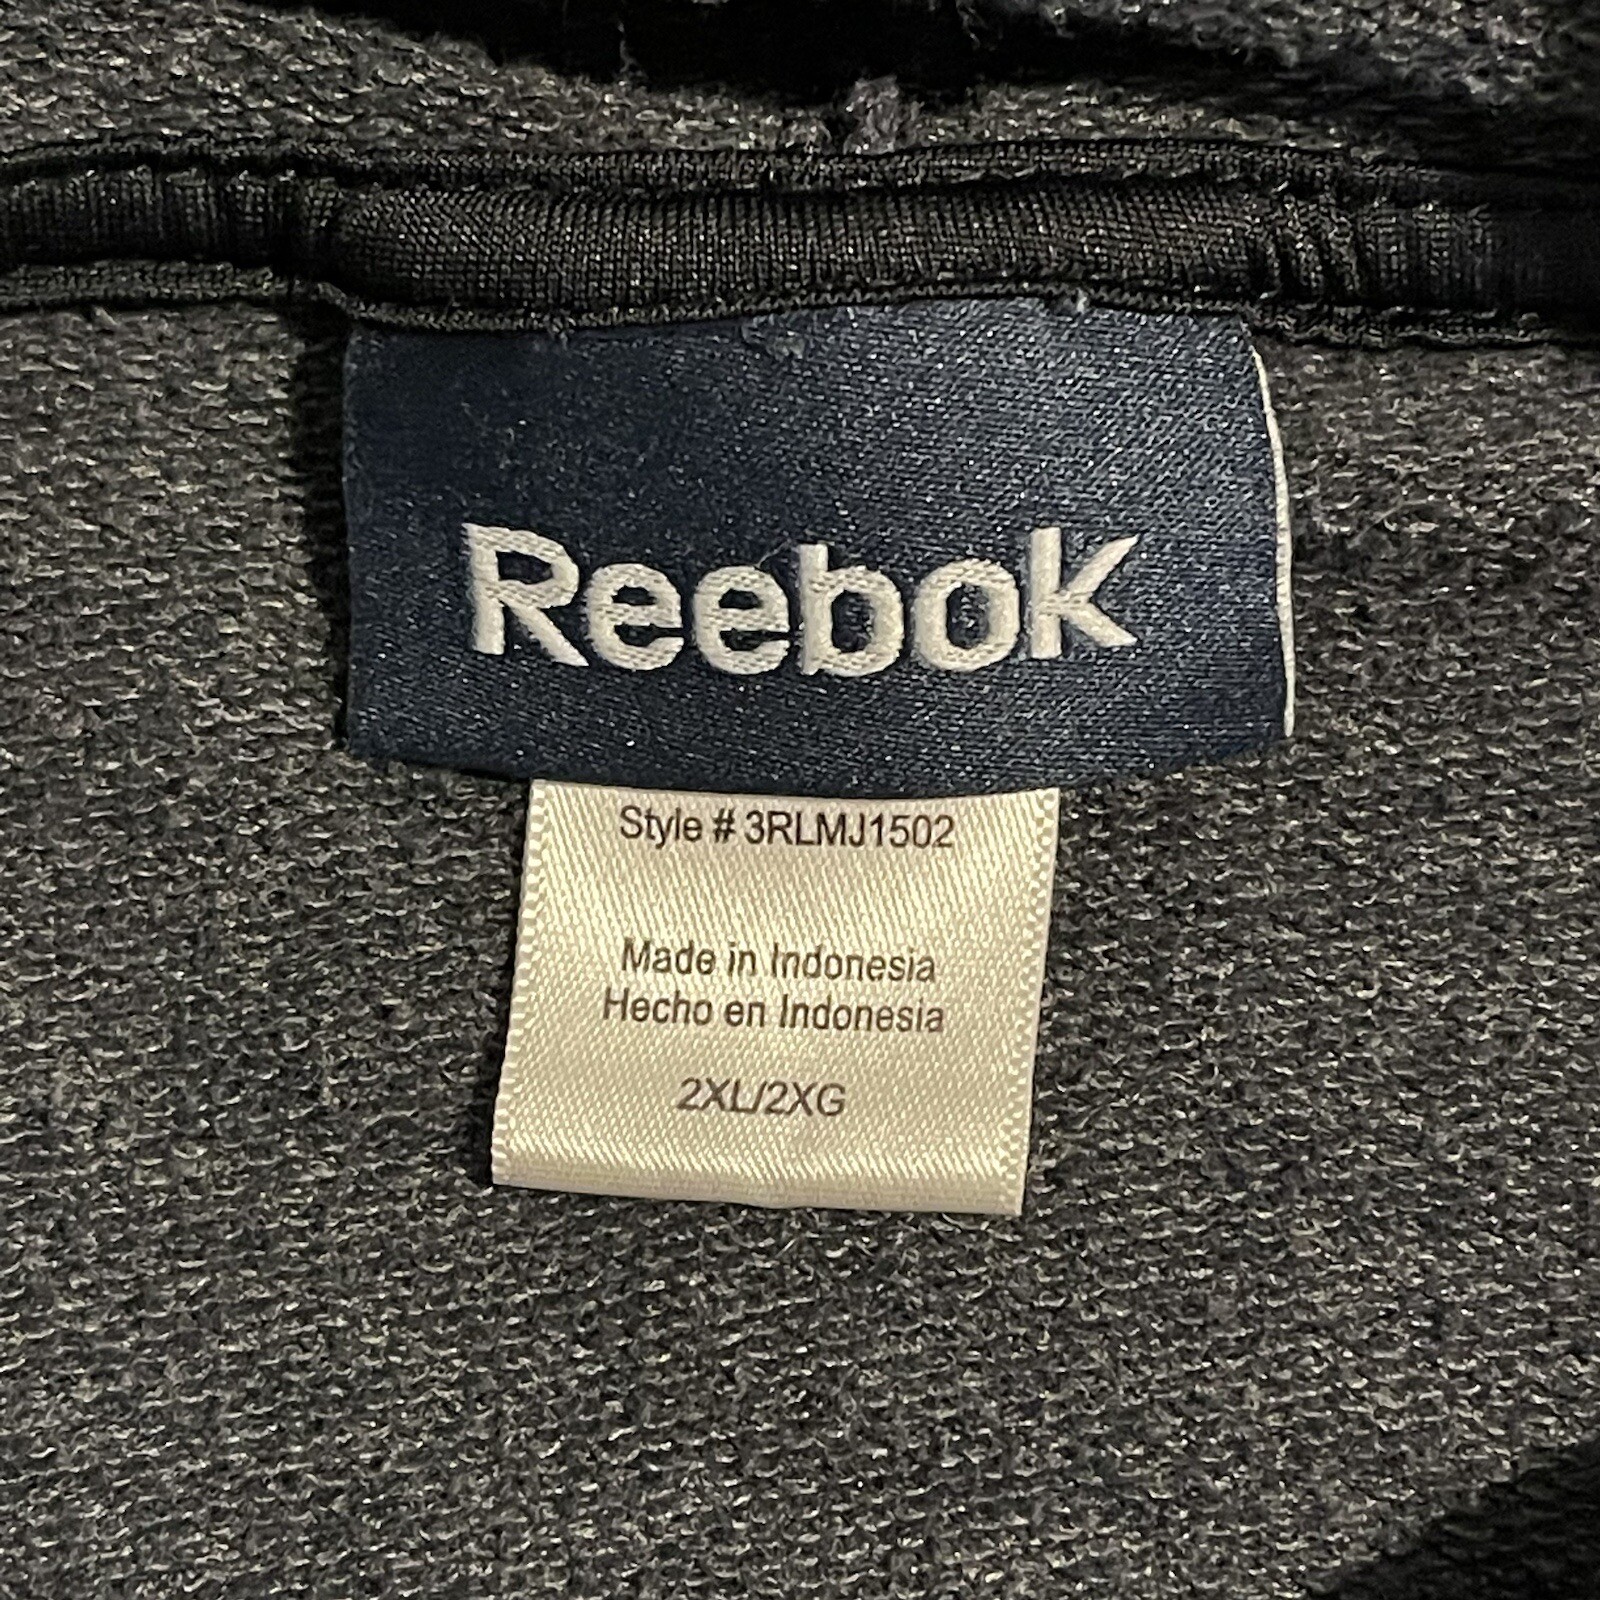 Reebok
Style # 3RLMJ1502
Made in Indonesia
Hecho en Indonesia
2XL/2XG